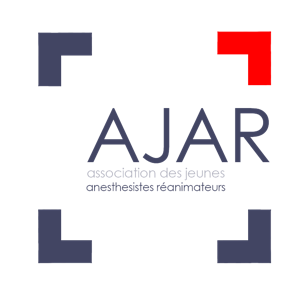 AJAR
association des jeunes
anesthesistes réanimateurs